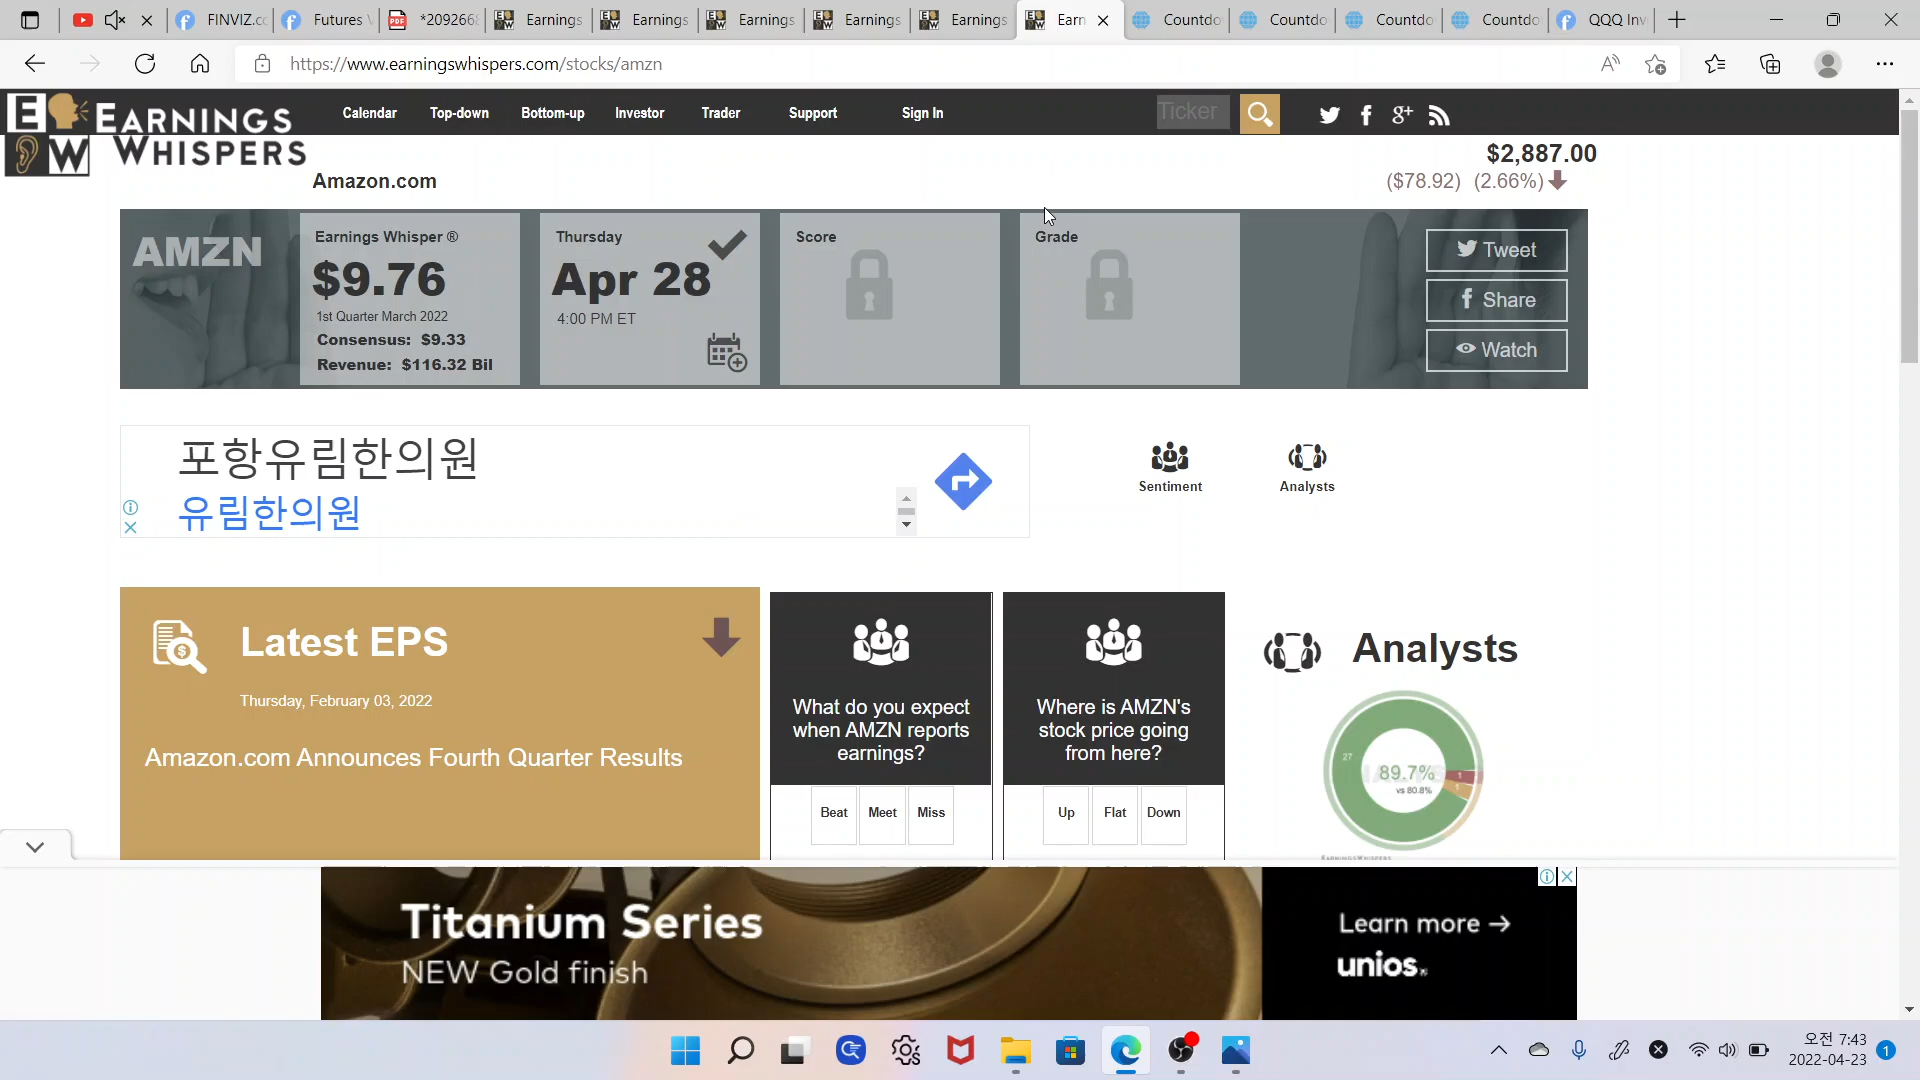 FINVIZ.co
Futures
*209266
Earnings
Earnings
Earnings
Earnings
Earnings
Earn
Countdo
Countdo
Countdo
Countdo
QQQ Inv
https://www.earningswhispers.com/stocks/amzn
EARNINGS
WHISPERS
E
W
Calendar
Top-down
Bottom-up
Investor
Trader
Support
Sign In
Ticker
$2,887.00
($78.92) (2.66%)
Amazon.com
AMZN
Earnings Whisper ®
$9.76
1st Quarter March 2022
Consensus: $9.33
Revenue: $116.32 Bil
Thursday
Apr 28
4:00 PM ET
Score
Grade
Tweet
Share
Watch
포항유림한의원
유림한의원
Sentiment
Analysts
Latest EPS
Thursday, February 03, 2022
Amazon.com Announces Fourth Quarter Results
What do you expect
when AMZN reports
earnings?
Beat
Meet
Miss
Where is AMZN's
stock price going
from here?
Up
Flat
Down
Analysts
27
89.7%
vs 80.8%
1
1
EARNINGSWHISPERS
Titanium Series
NEW Gold finish
Learn more →
unios
오전 7:43
2022-04-23
1